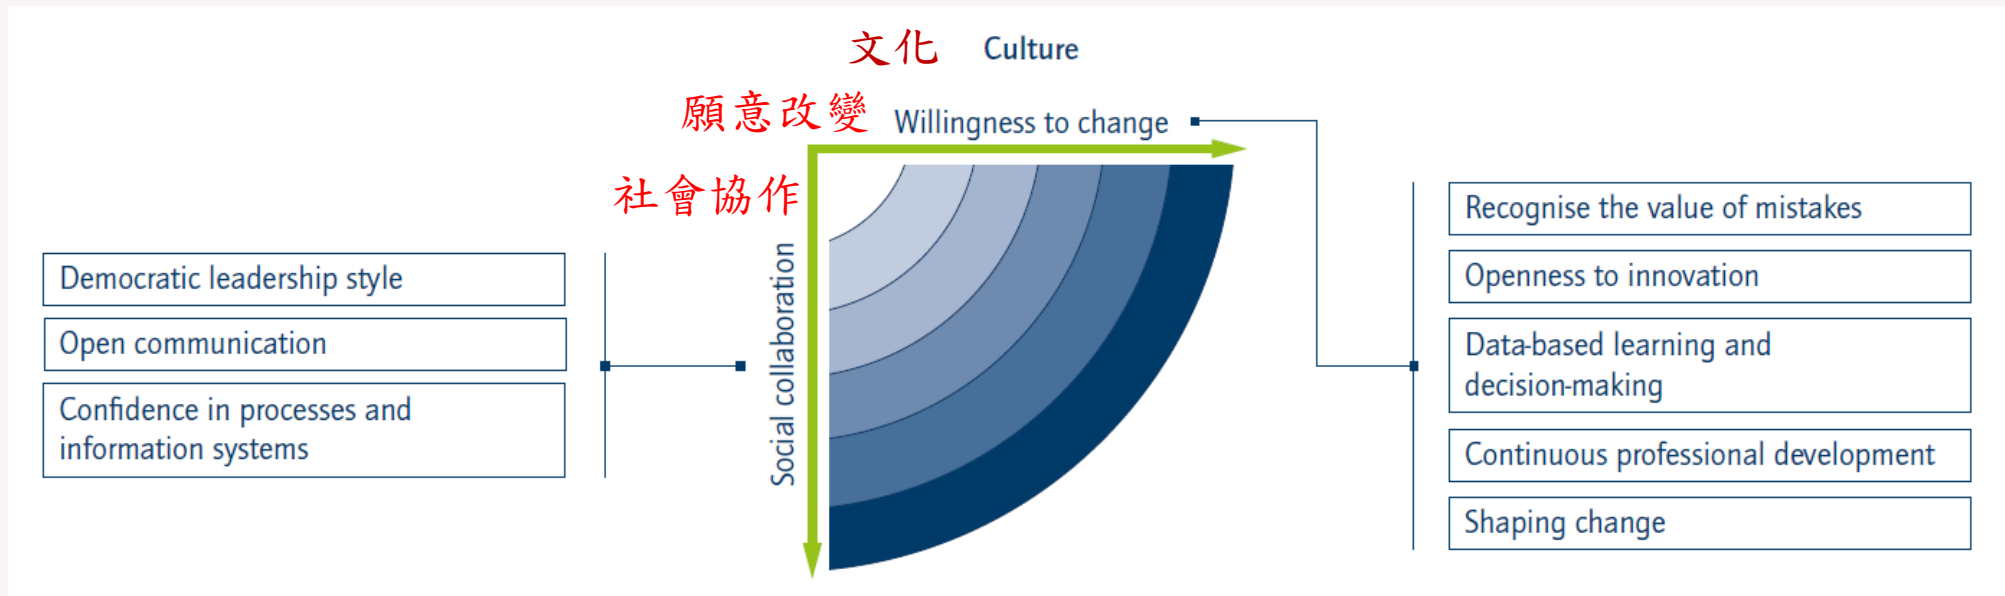 文化 Culture
願意改變 Willingness to change
社會協作
Social collaboration
Democratic leadership style
Open communication
Confidence in processes and
information systems
Recognise the value of mistakes
Openness to innovation
Data-based learning and
decision-making
Continuous professional development
Shaping change